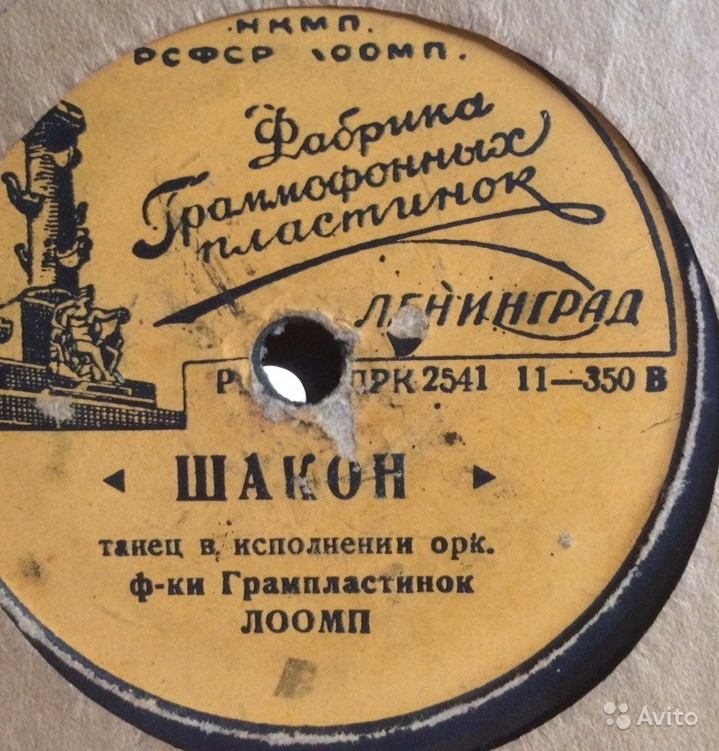 НКМП.
РСФСР ЛООМП.
Фабрика
Граммофонных
пластинок
ЛЕНИНГРАД
ПРК 2541 11—350 В
ШАКОН
танец в исполнении орк.
ф-ки Грампластинок
ЛООМП
В
Avito